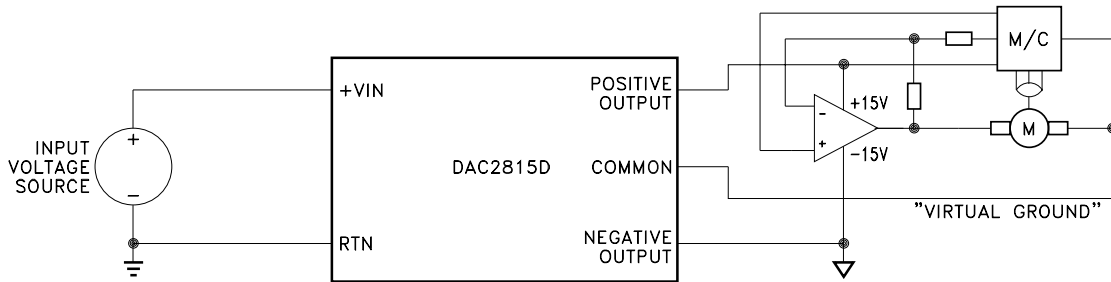 M/C
+VIN
POSITIVE
OUTPUT
+15V
−
+
−15V
M
+
−
INPUT
VOLTAGE
SOURCE
DAC2815D
COMMON
"VIRTUAL GROUND"
RTN
NEGATIVE
OUTPUT